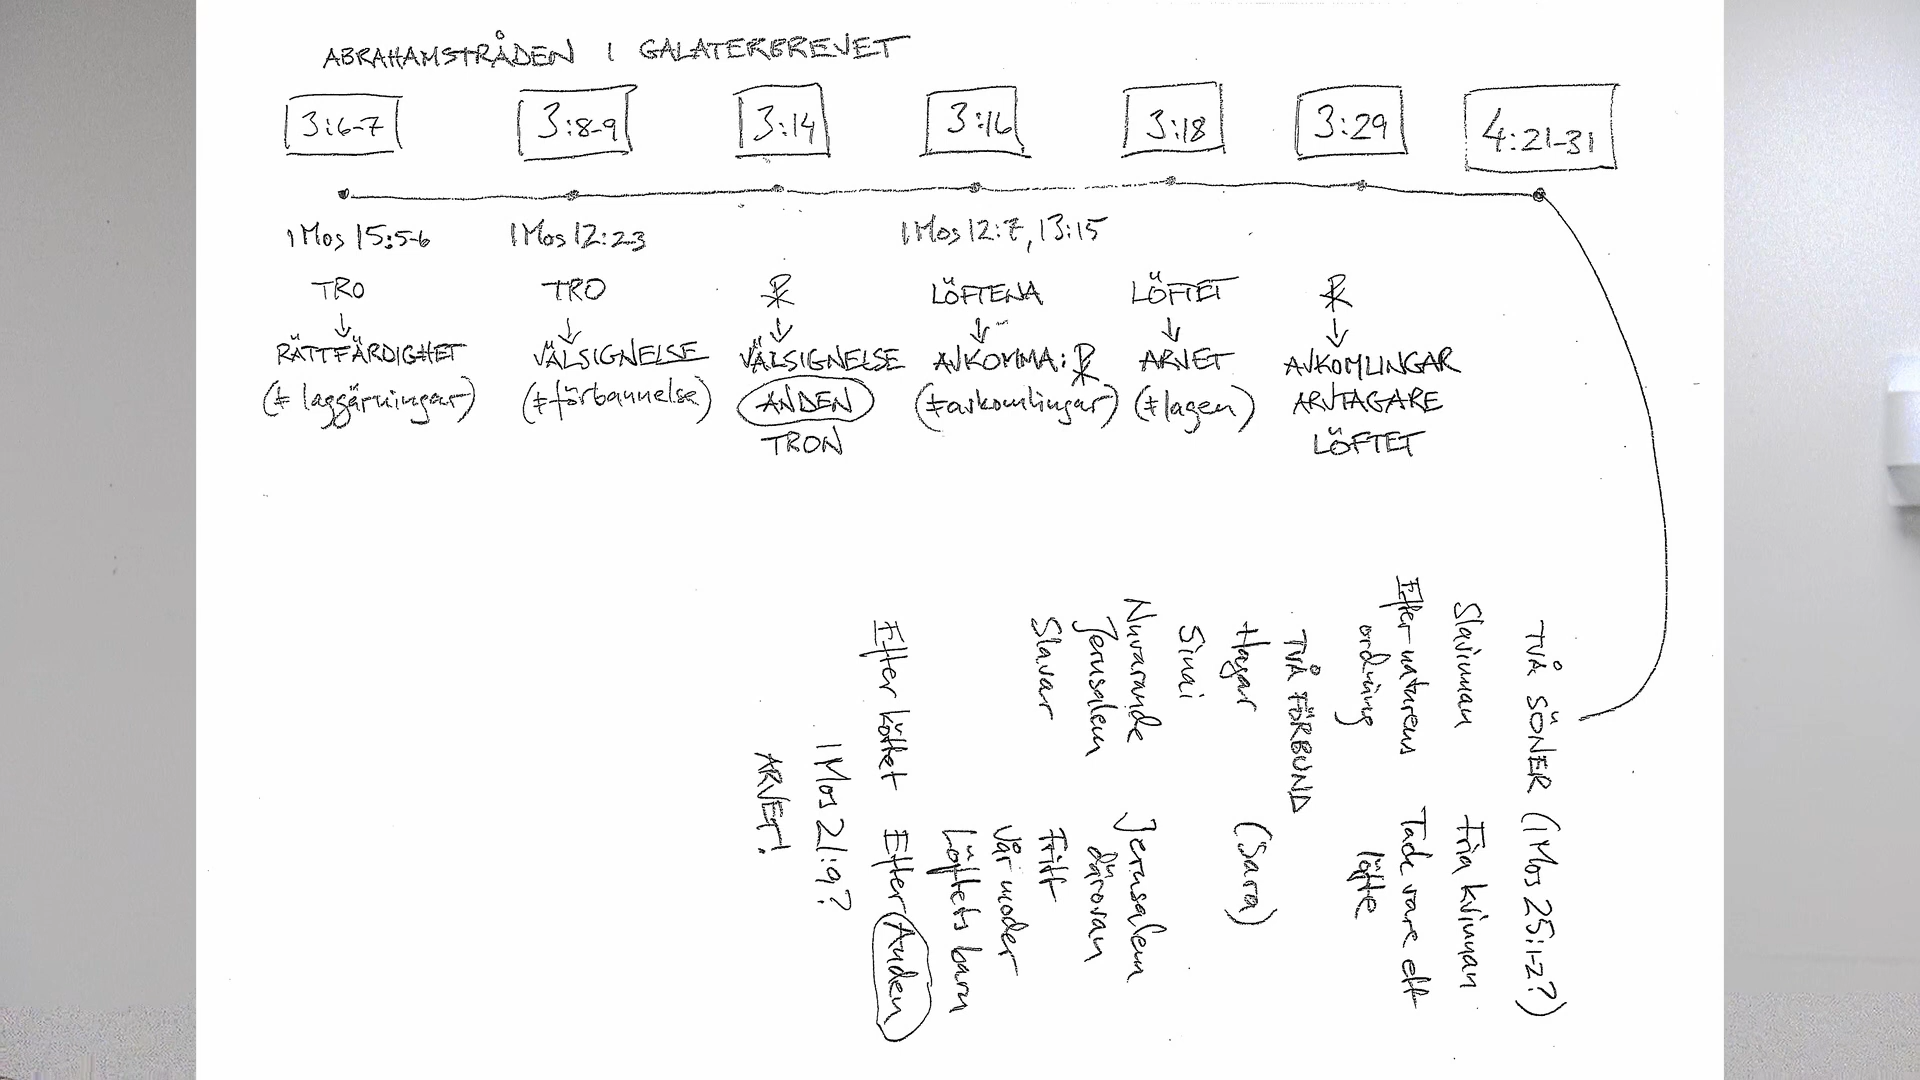 ABRAHAMSTRÅDEN I GALATERBREVET
3:6-7 3:8-9 3:14 3:16 3:18 3:29 4:21-31
1 Mos 15:5-6 1 Mos 12:2-3 1 Mos 12:7, 13:15
TRO TRO ☧ LÖFTENA LÖFTET ☧
↓ ↓ ↓ ↓ ↓ ↓
RÄTTFÄRDIGHET VÄLSIGNELSE VÄLSIGNELSE AVKOMMA: ☧ ARVET AVKOMLINGAR
(≠ laggärningar) (≠ förbannelse) ANDEN (≠ avkomlingar) (≠ lagen) ARVTAGARE
TRON LÖFTET
TVÅ SÖNER (1 Mos 25:1-2?)
Slavinnan Fria kvinnan
Efter naturens Tack vare ett
ordning löfte
TVÅ FÖRBUND
Hagar (Sara)
Sinai
Nuvarande Jerusalem
Jerusalem därovan
Slavar Fritt
Vår moder
Löftets barn
Efter köttet Efter Anden
1 Mos 21:9?
ARVET!